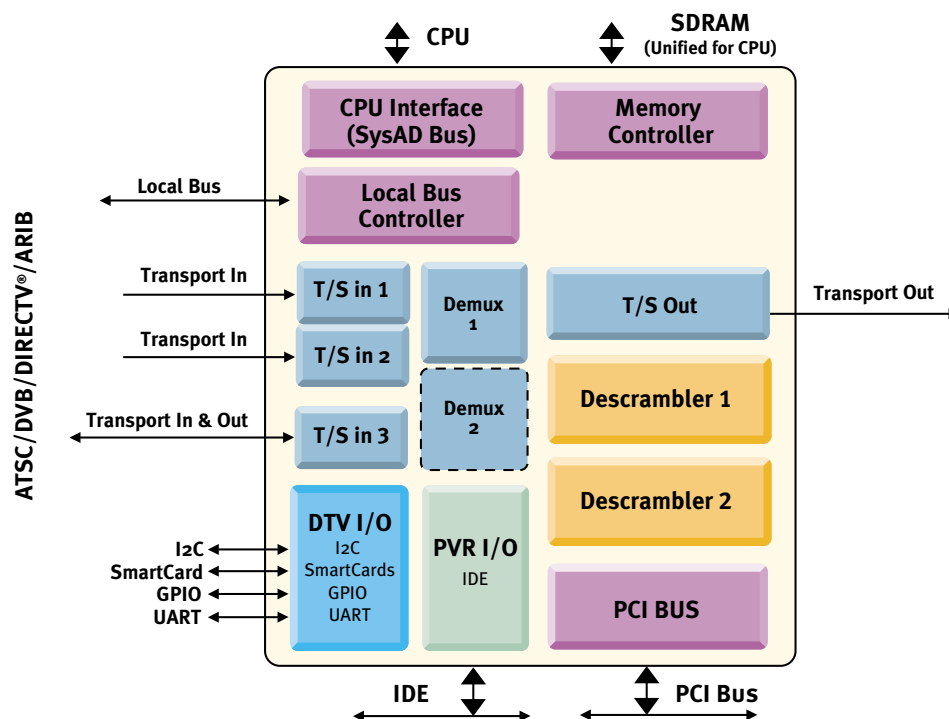 CPU
SDRAM
(Unified for CPU)
CPU Interface
(SysAD Bus)
Memory
Controller
Local Bus
Local Bus
Controller
ATSC/DVB/DIRECTV®/ARIB
Transport In
T/S in 1
Demux
1
T/S Out
Transport Out
Transport In
T/S in 2
Descrambler 1
Transport In & Out
T/S in 3
Demux
2
Descrambler 2
DTV I/O
I2C
SmartCards
GPIO
UART
PVR I/O
IDE
I2C
SmartCard
GPIO
UART
PCI BUS
IDE
PCI Bus